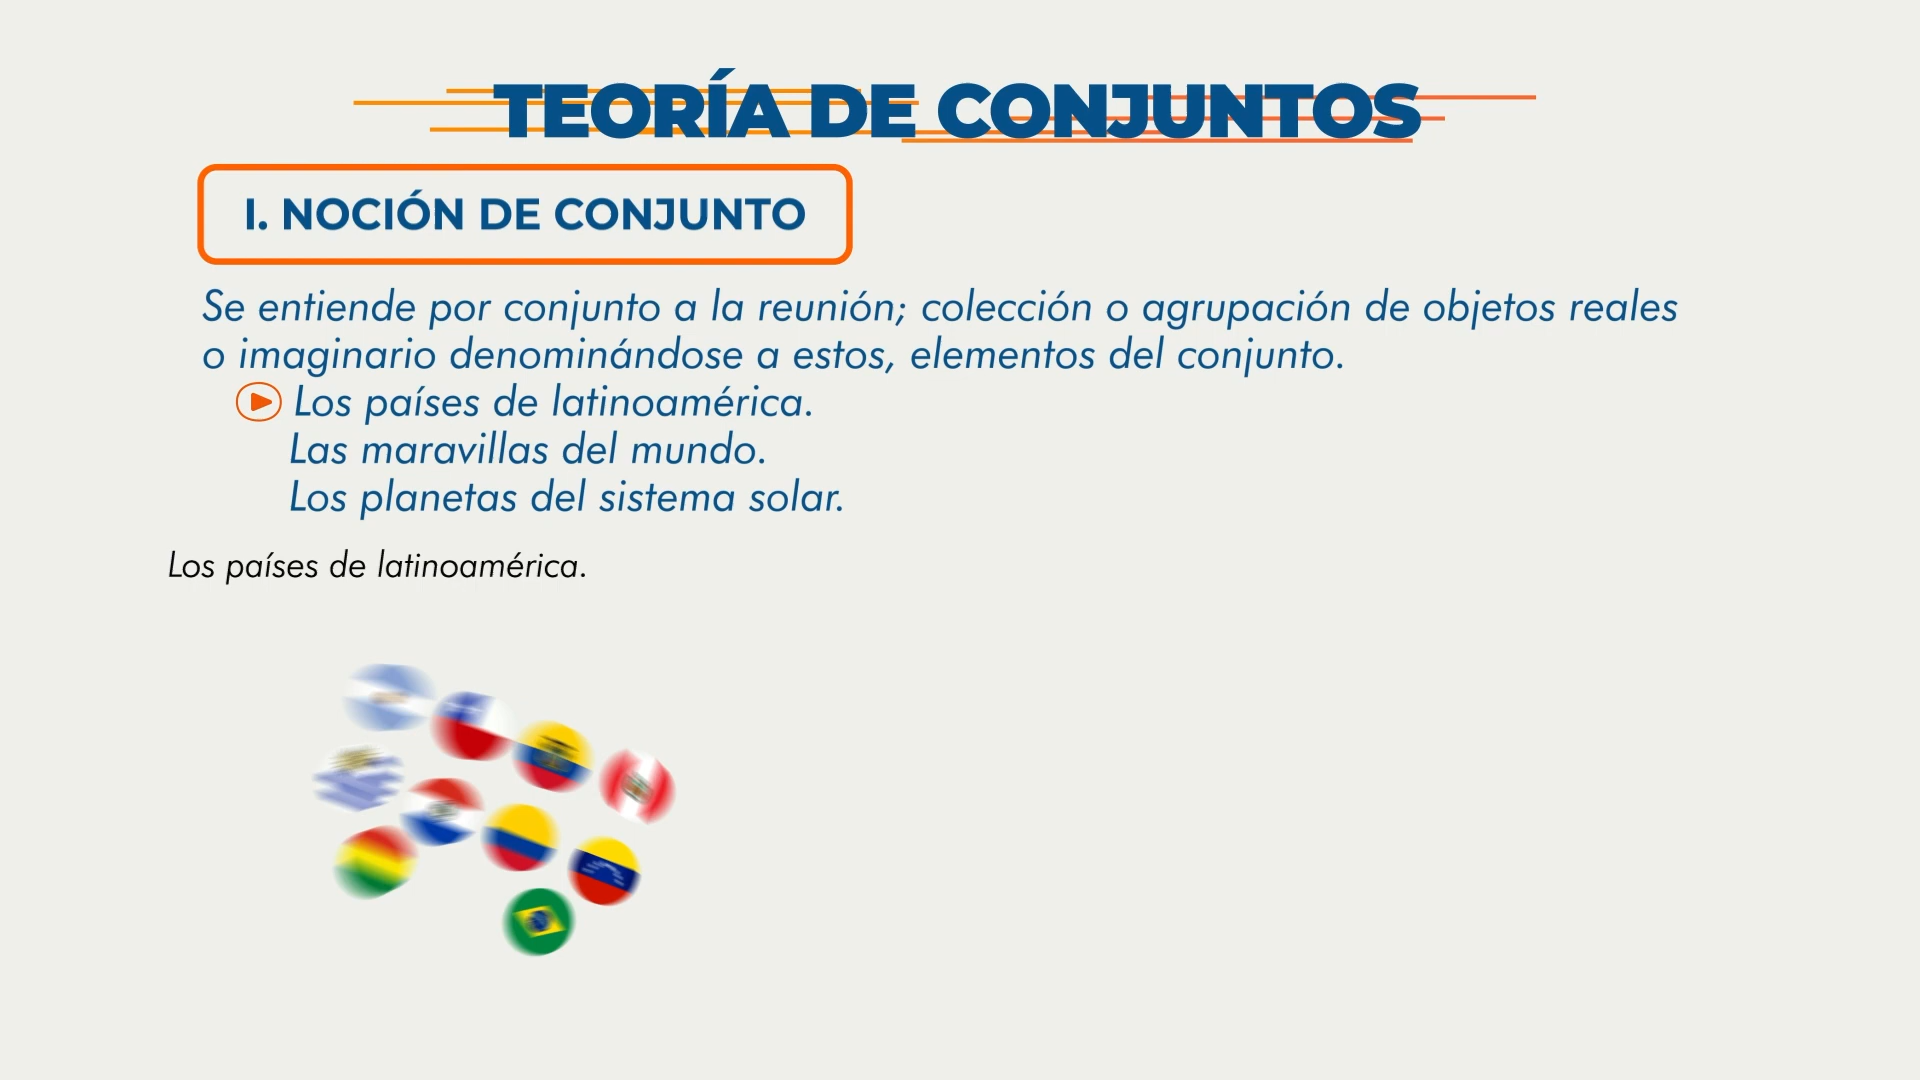 TEORÍA DE CONJUNTOS
I. NOCIÓN DE CONJUNTO
Se entiende por conjunto a la reunión; colección o agrupación de objetos reales
o imaginario denominándose a estos, elementos del conjunto.
Los países de latinoamérica.
Las maravillas del mundo.
Los planetas del sistema solar.
Los países de latinoamérica.